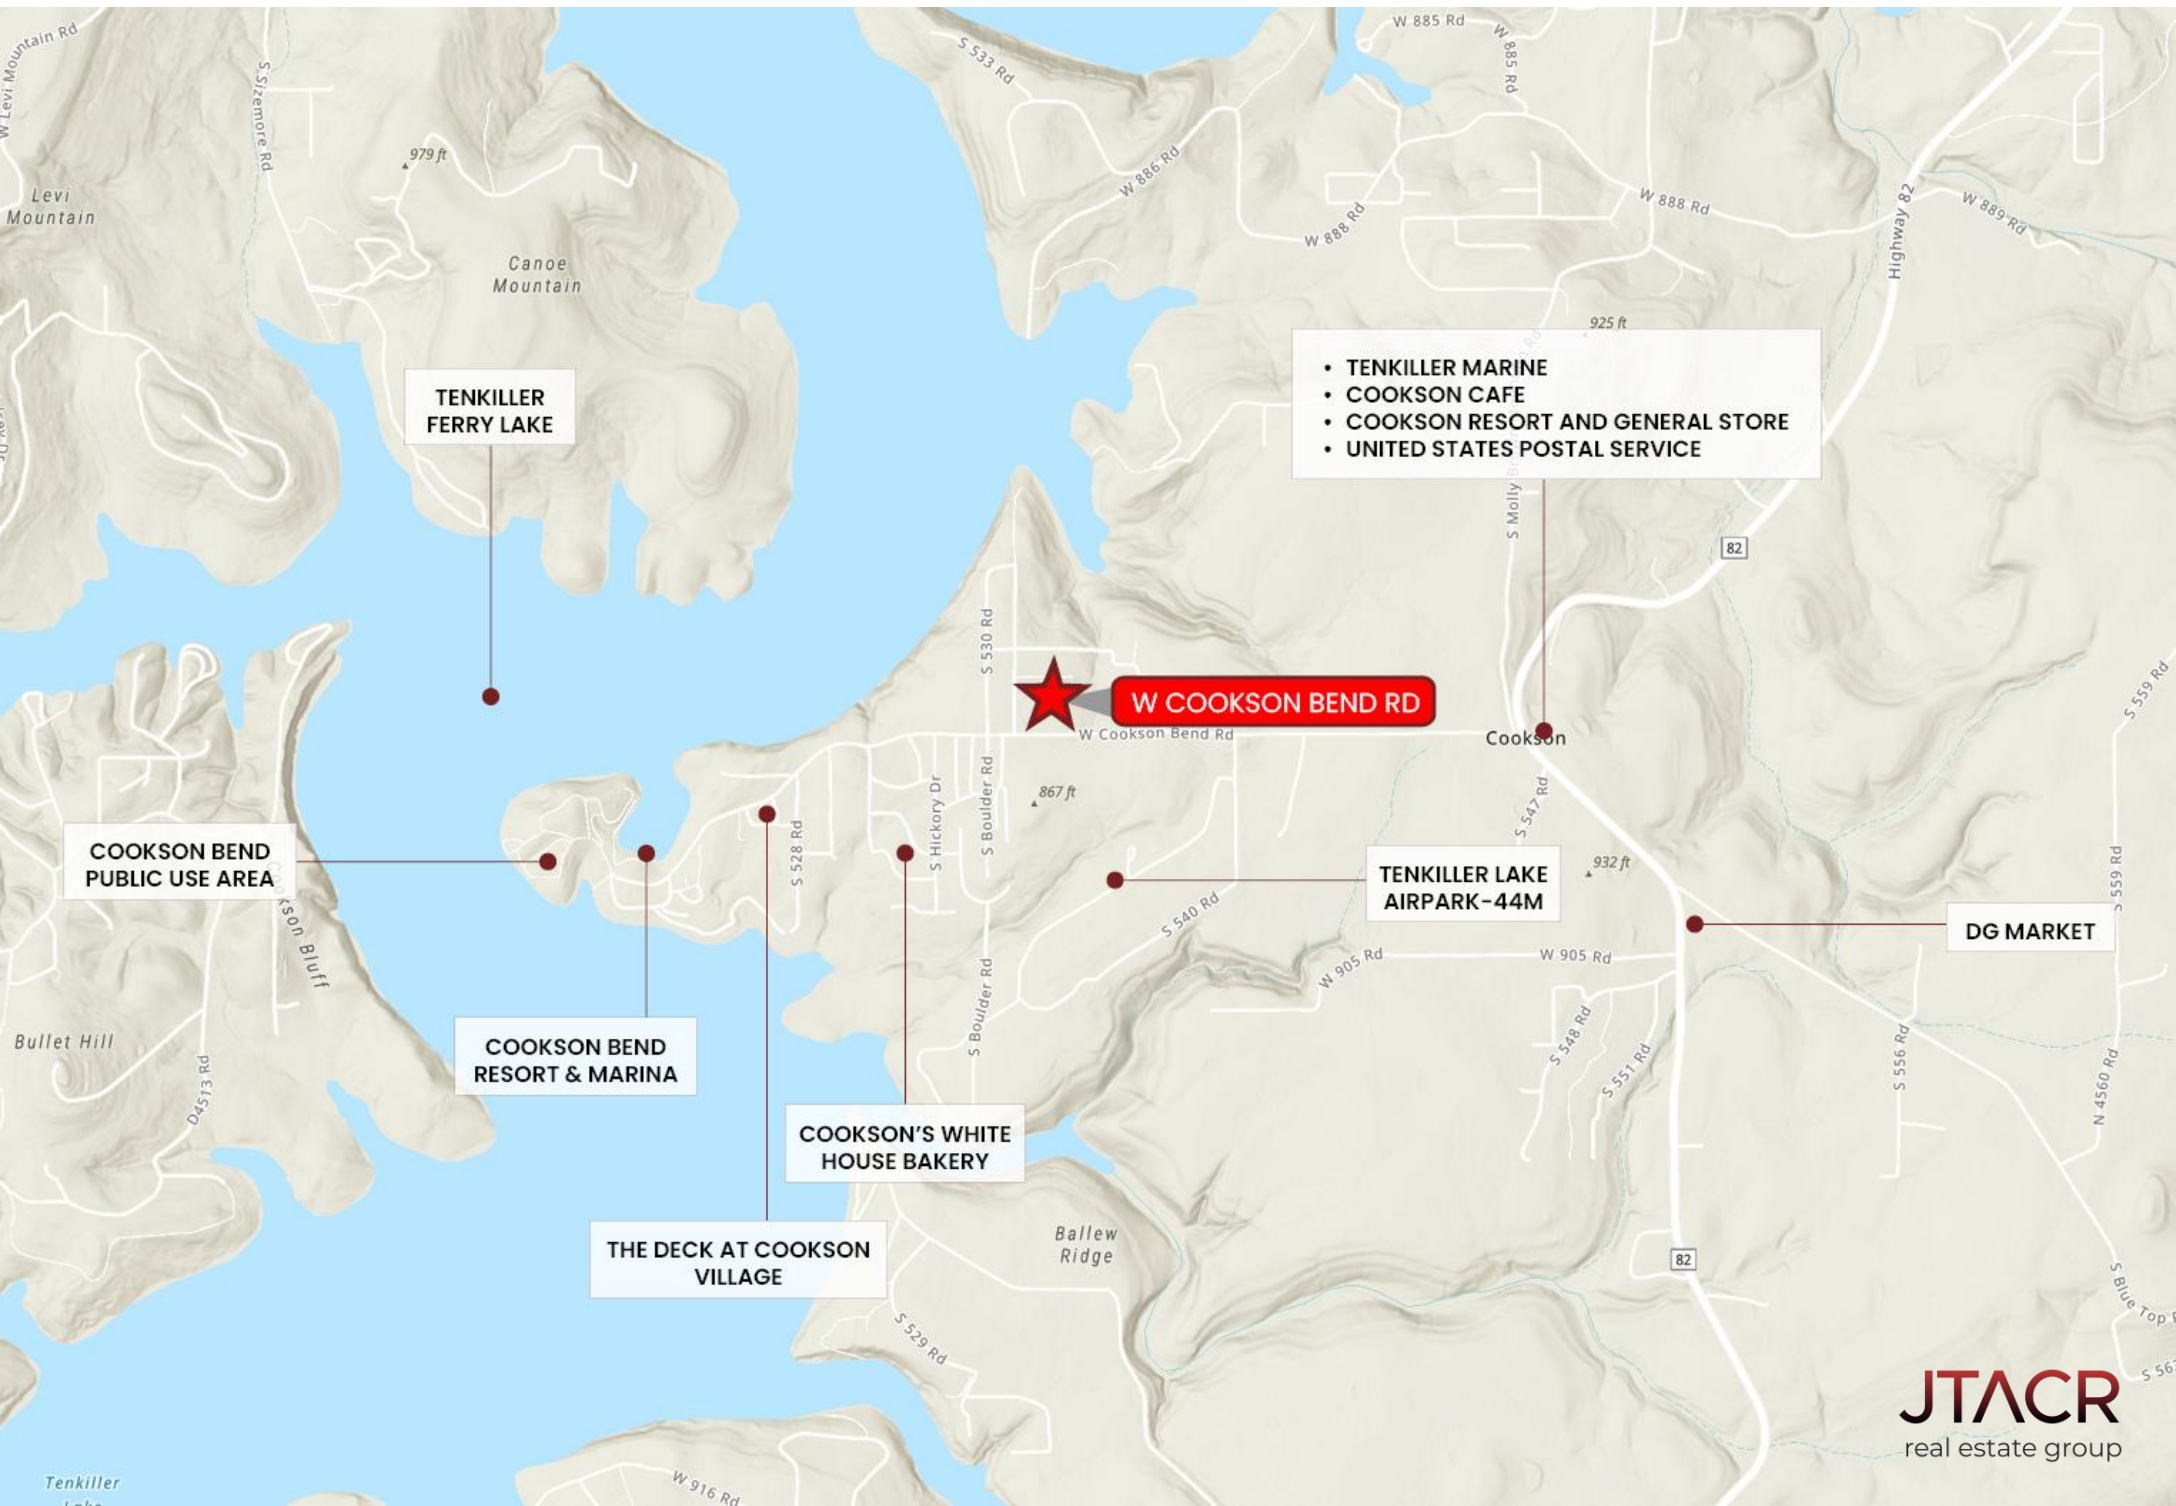 W Levi Mountain Rd
S Sizemore Rd
979 ft
Levi
Mountain
Canoe
Mountain
S 533 Rd
W 886 Rd
W 885 Rd
W 885 Rd
W 888 Rd
W 888 Rd
Highway 82
W 889 Rd
925 ft
TENKILLER
FERRY LAKE
• TENKILLER MARINE
• COOKSON CAFE
• COOKSON RESORT AND GENERAL STORE
• UNITED STATES POSTAL SERVICE
S Molly
82
S 530 Rd
W COOKSON BEND RD
W Cookson Bend Rd
Cookson
S 559 Rd
867 ft
S Hickory Dr
S Boulder Rd
S 528 Rd
S 547 Rd
COOKSON BEND
PUBLIC USE AREA
Cookson Bluff
TENKILLER LAKE
AIRPARK-44M
932 ft
S 559 Rd
S 540 Rd
W 905 Rd
W 905 Rd
DG MARKET
Bullet Hill
D4513 Rd
COOKSON BEND
RESORT & MARINA
S Boulder Rd
S 548 Rd
S 551 Rd
S 556 Rd
N 4560 Rd
COOKSON'S WHITE
HOUSE BAKERY
THE DECK AT COOKSON
VILLAGE
Ballew
Ridge
82
S Blue Top
S 529 Rd
JTACR
real estate group
Tenkiller
W 916 Rd